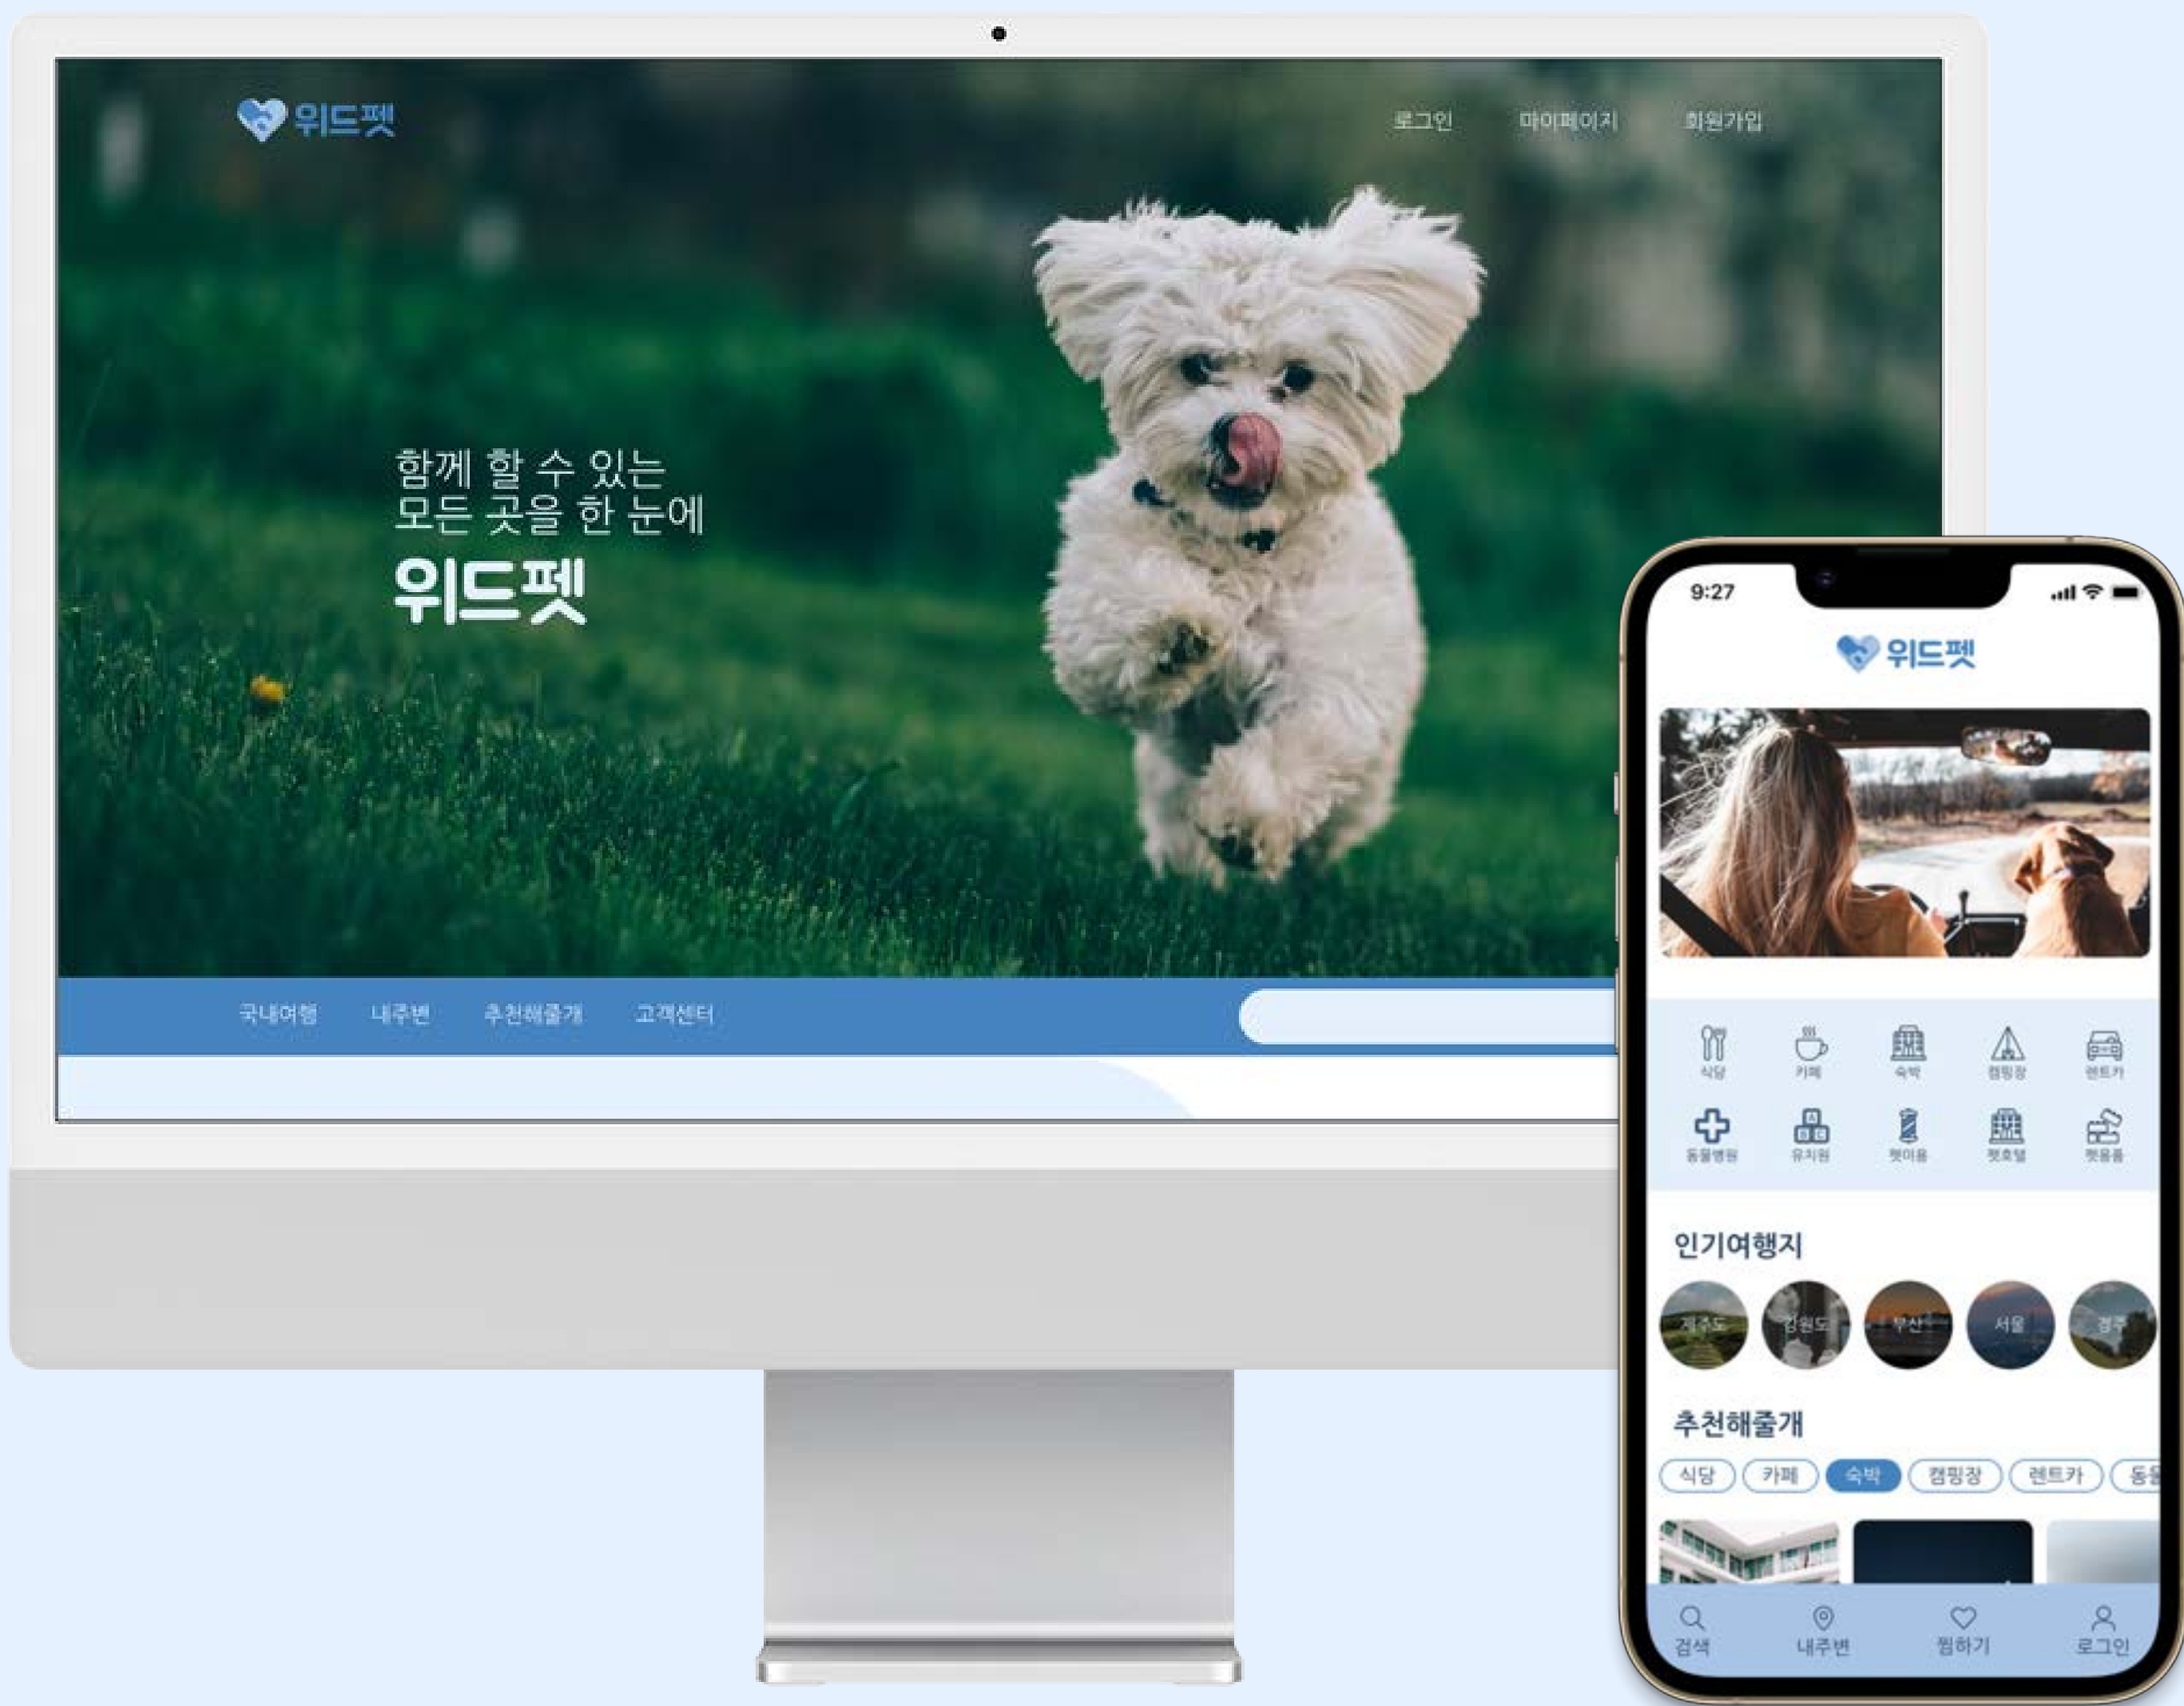 위드펫
로그인 마이페이지 회원가입
함께 할 수 있는
모든 곳을 한 눈에
위드펫
국내여행 내주변 추천해줄개 고객센터
9:27
위드펫
식당 카페 숙박 캠핑장 렌트카
A
B C
동물병원 유치원 펫미용 펫호텔 펫용품
인기여행지
제주도 강원도 부산 서울 경주
추천해줄개
식당 카페 숙박 캠핑장 렌트카 동물
검색 내주변 찜하기 로그인